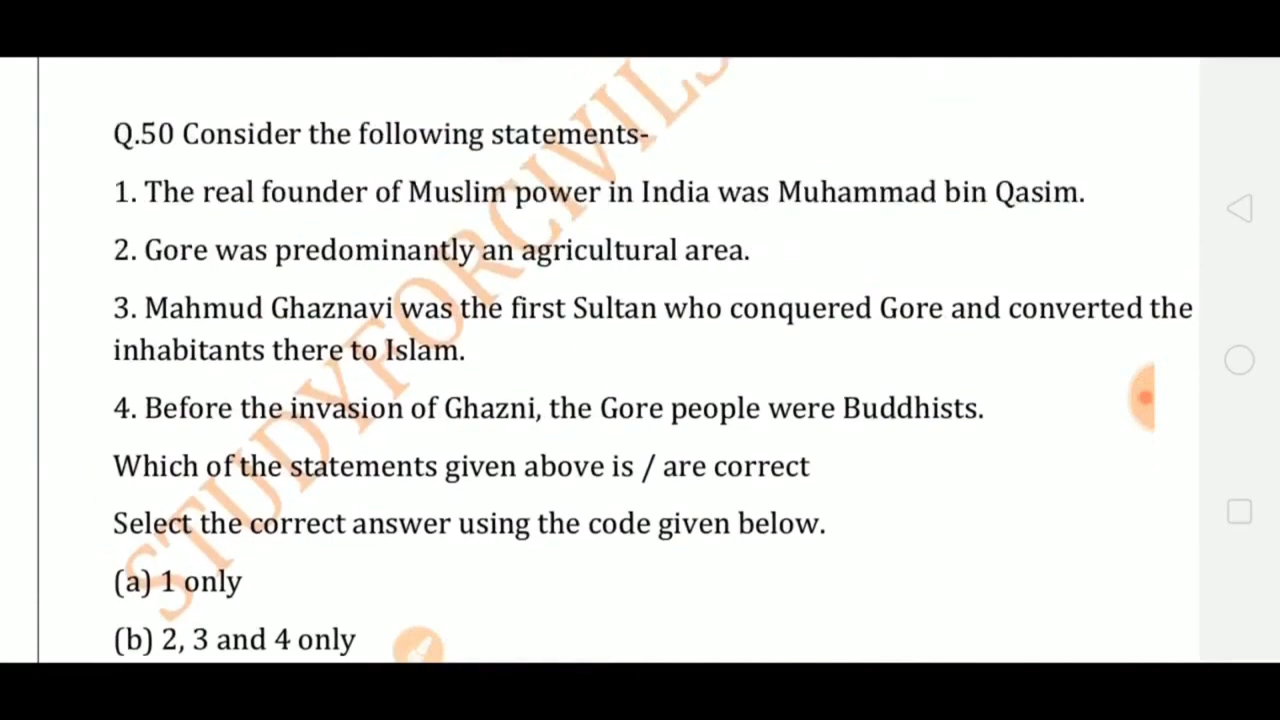 Q.50 Consider the following statements-
1. The real founder of Muslim power in India was Muhammad bin Qasim.
2. Gore was predominantly an agricultural area.
3. Mahmud Ghaznavi was the first Sultan who conquered Gore and converted the
inhabitants there to Islam.
4. Before the invasion of Ghazni, the Gore people were Buddhists.
Which of the statements given above is / are correct
Select the correct answer using the code given below.
(a) 1 only
(b) 2, 3 and 4 only
STUDYFORCIVILS